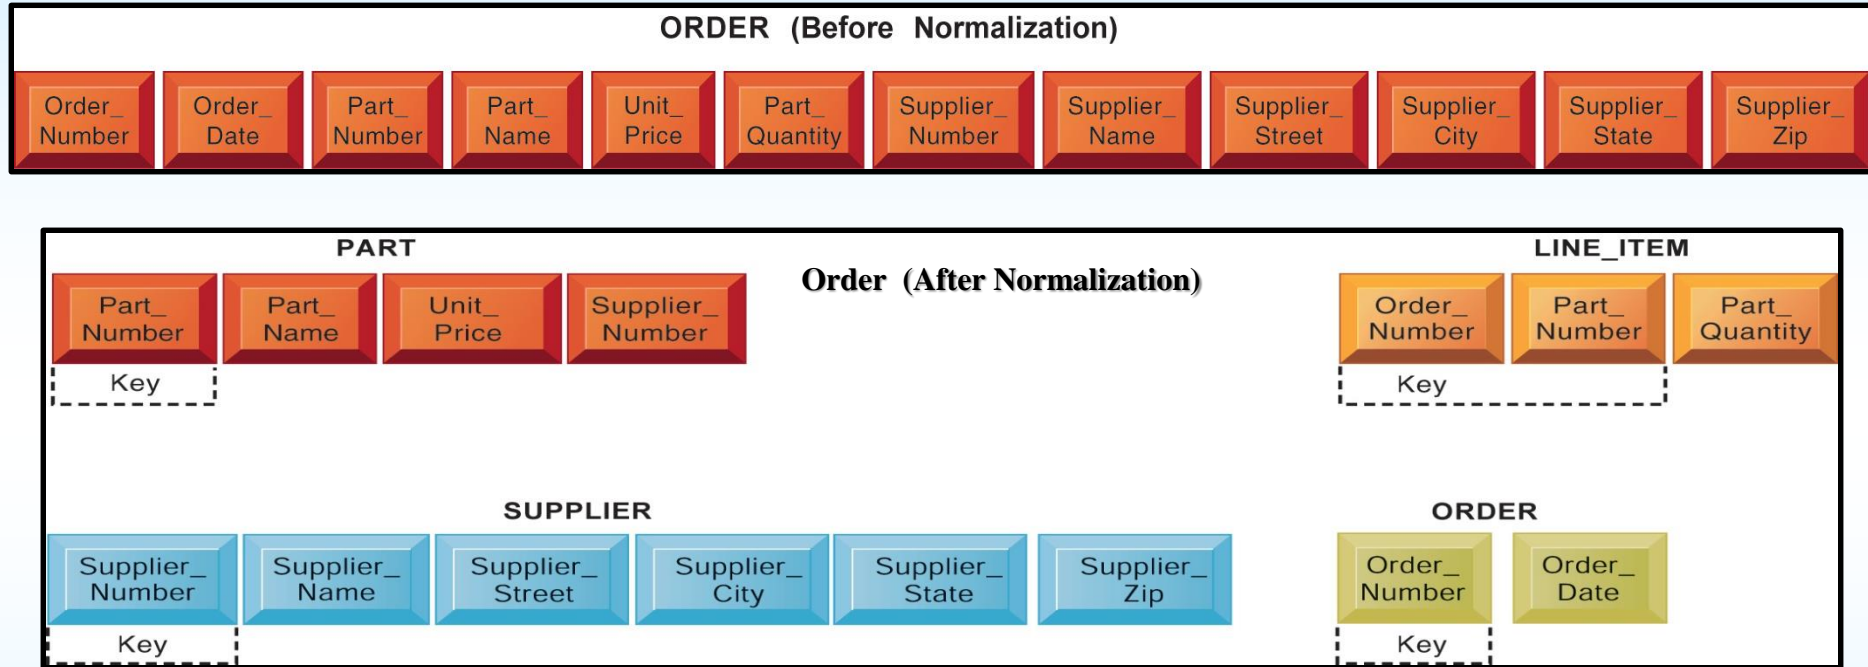 ORDER (Before Normalization)
Order_ Order_ Part_ Part_ Unit_ Part_ Supplier_ Supplier_ Supplier_ Supplier_ Supplier_ Supplier_
Number Date Number Name Price Quantity Number Name Street City State Zip
PART LINE_ITEM
Order (After Normalization)
Part_ Part_ Unit_ Supplier_ Order_ Part_ Part_
Number Name Price Number Number Number Quantity
Key Key
SUPPLIER ORDER
Supplier_ Supplier_ Supplier_ Supplier_ Supplier_ Supplier_ Order_ Order_
Number Name Street City State Zip Number Date
Key Key